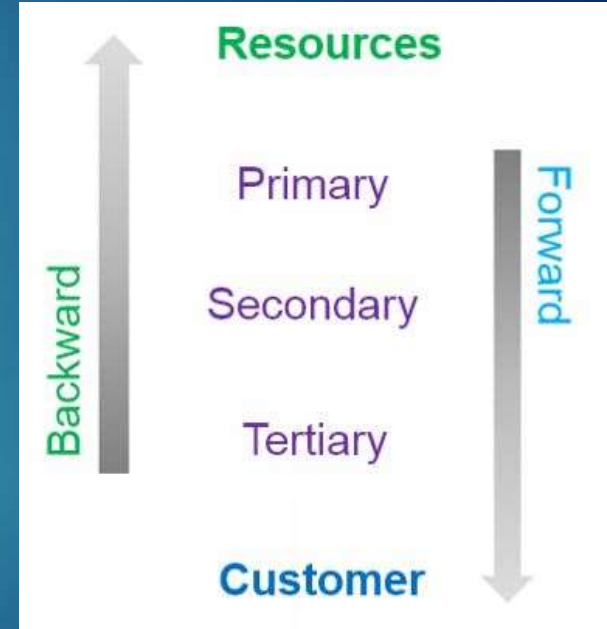 Resources
Primary
Forward
Secondary
Backward
Tertiary
Customer